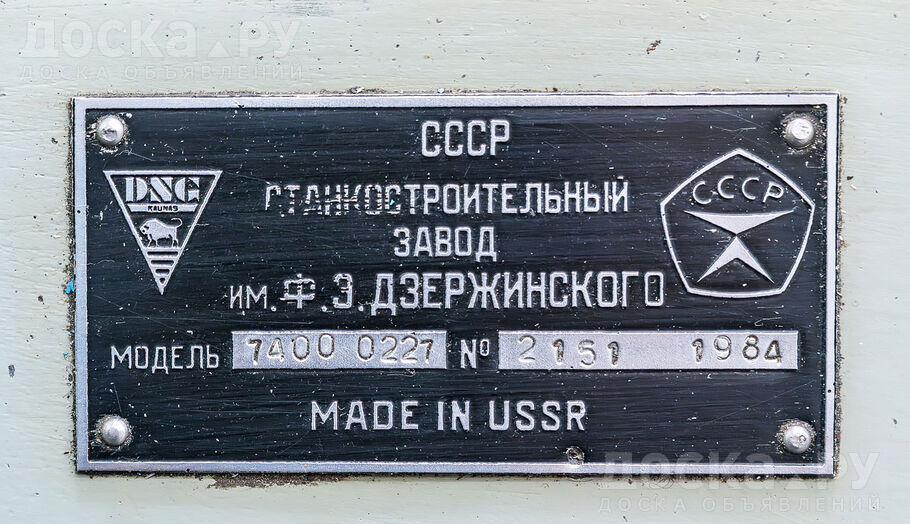 ДОСКА.РУ
ДОСКА ОБЪЯВЛЕНИЙ
СССР
DSG
KAUNAS
СТАНКОСТРОИТЕЛЬНЫЙ
ЗАВОД
ИМ. Ф.Э.ДЗЕРЖИНСКОГО
СССР
МОДЕЛЬ 7400 0227 № 2151 1984
MADE IN USSR
ДОСКА.РУ
ДОСКА ОБЪЯВЛЕНИЙ